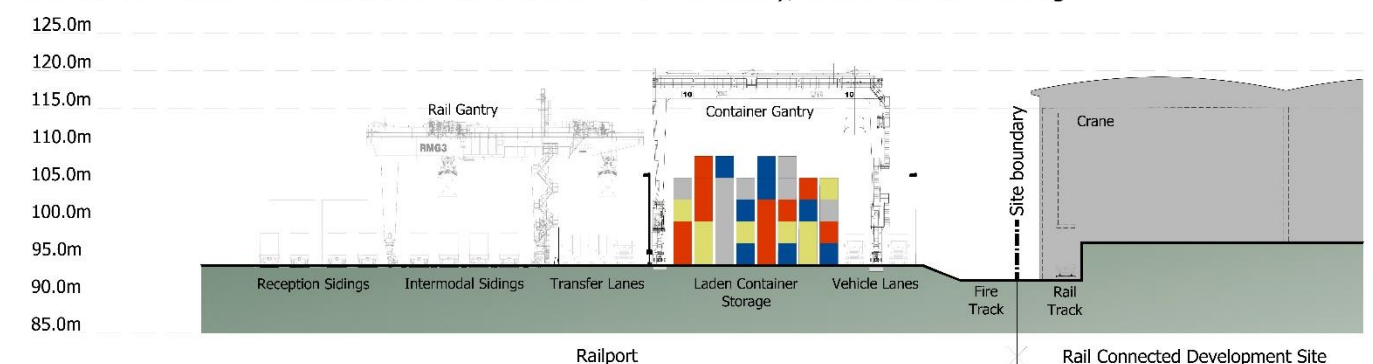 125.0m
120.0m
115.0m
110.0m
105.0m
100.0m
95.0m
90.0m
85.0m
Rail Gantry
RMG3
10
10
Container Gantry
Site boundary
Crane
Reception Sidings
Intermodal Sidings
Transfer Lanes
Laden Container
Storage
Vehicle Lanes
Fire
Track
Rail
Track
Railport
Rail Connected Development Site